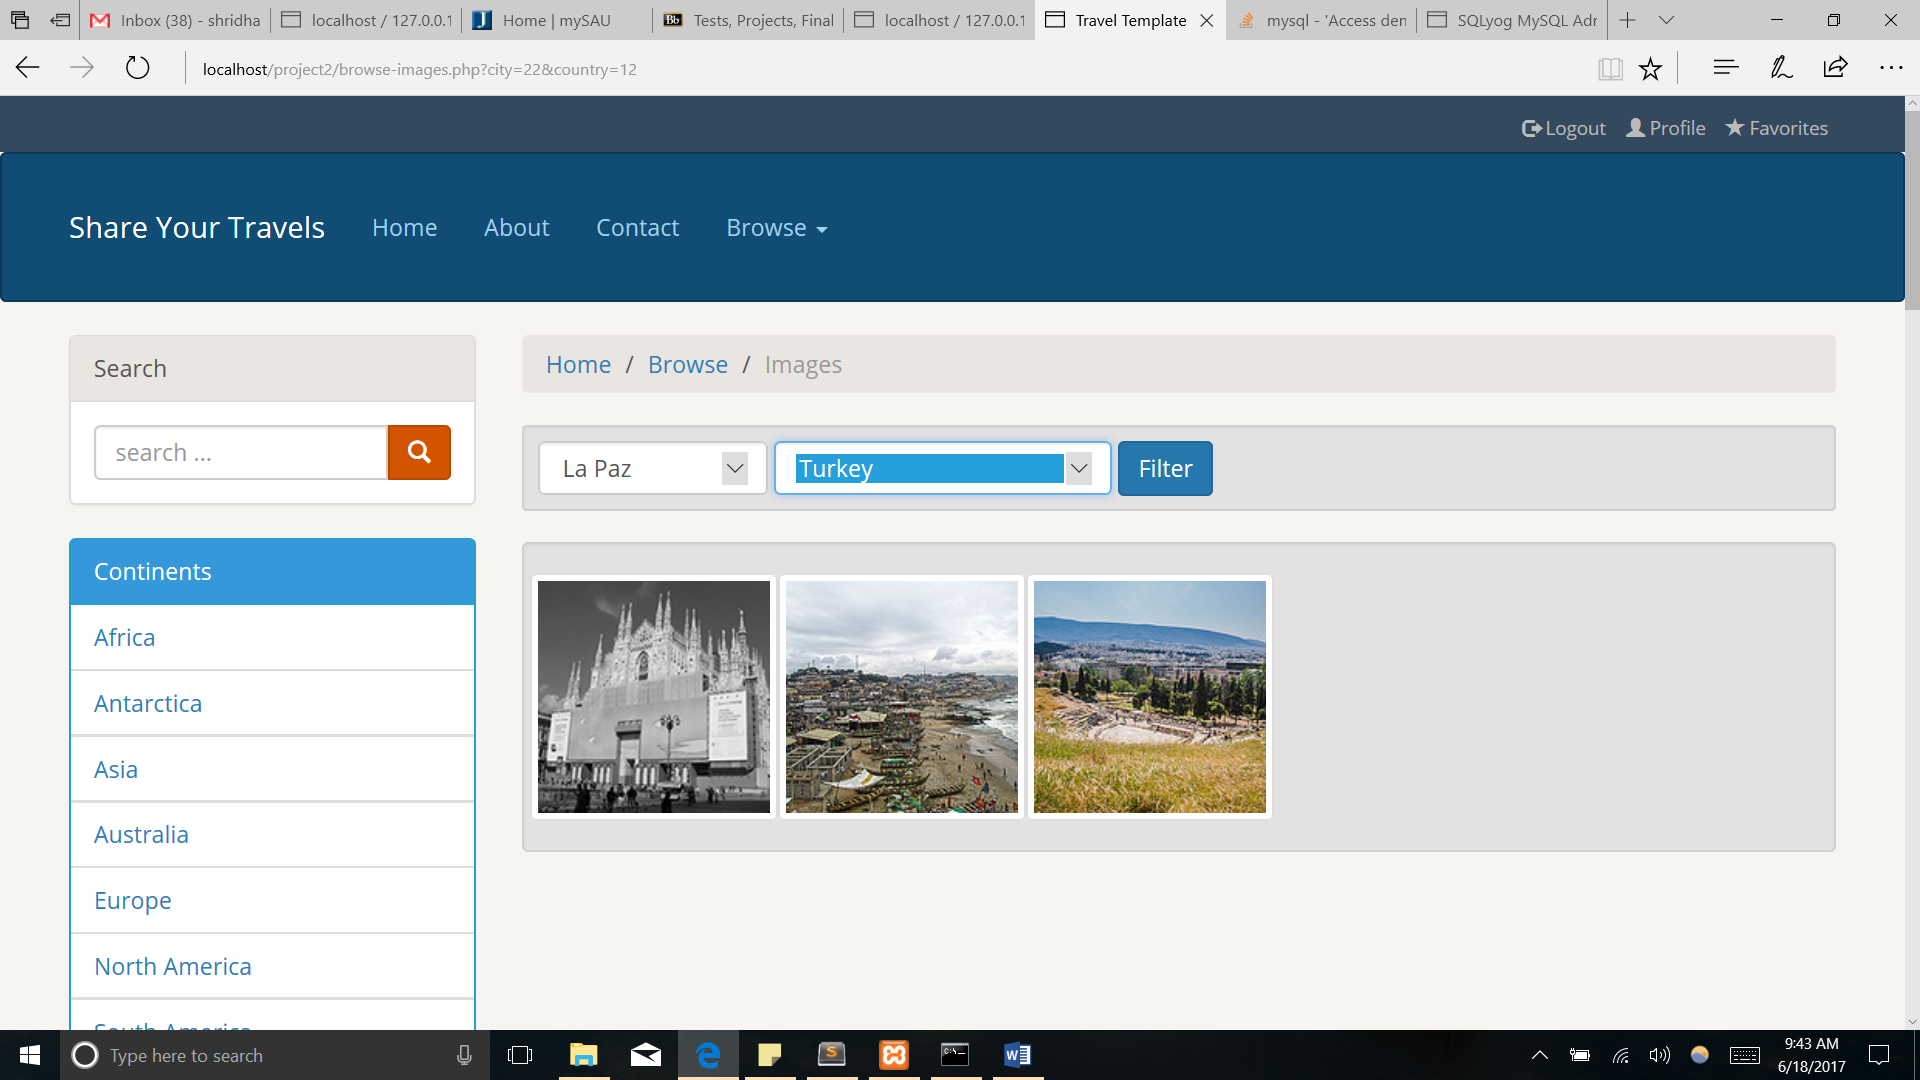 Inbox (38) - shridha
localhost / 127.0.0.1
Home | mySAU
Tests, Projects, Final
localhost / 127.0.0.1
Travel Template
mysql - 'Access den
SQLyog MySQL Adr
localhost/project2/browse-images.php?city=22&country=12
Logout Profile Favorites
Share Your Travels Home About Contact Browse
Search
search ...
Continents
Africa
Antarctica
Asia
Australia
Europe
North America
South America
Home / Browse / Images
La Paz Turkey Filter
Type here to search
9:43 AM
6/18/2017